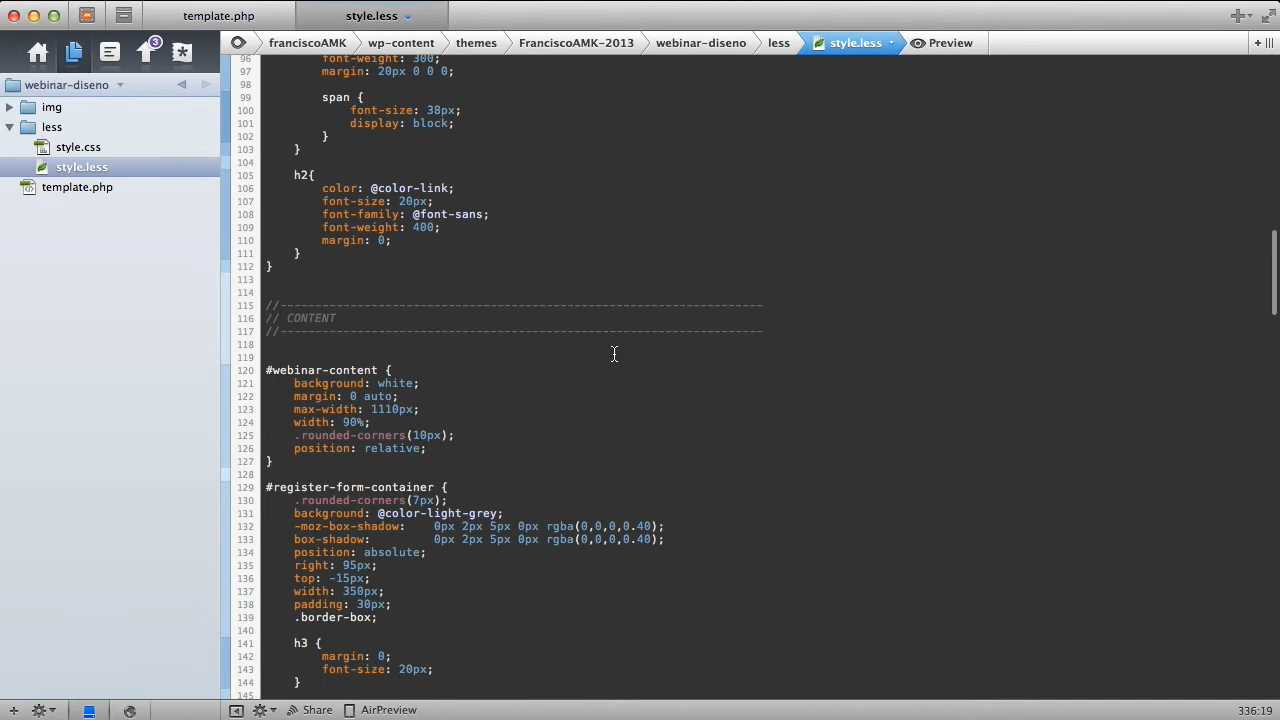 template.php
style.less
3
franciscoAMK
wp-content
themes
FranciscoAMK-2013
webinar-diseno
less
style.less
Preview
webinar-diseno
img
less
style.css
style.less
template.php
96 font-weight: 300;
97 margin: 20px 0 0 0;
98
99 span {
100 font-size: 38px;
101 display: block;
102 }
103 }
104
105 h2{
106 color: @color-link;
107 font-size: 20px;
108 font-family: @font-sans;
109 font-weight: 400;
110 margin: 0;
111 }
112 }
113
114
115 //---------------------------------------------------------------------
116 // CONTENT
117 //---------------------------------------------------------------------
118
119
120 #webinar-content {
121 background: white;
122 margin: 0 auto;
123 max-width: 1110px;
124 width: 90%;
125 .rounded-corners(10px);
126 position: relative;
127 }
128
129 #register-form-container {
130 .rounded-corners(7px);
131 background: @color-light-grey;
132 -moz-box-shadow: 0px 2px 5px 0px rgba(0,0,0,0.40);
133 box-shadow: 0px 2px 5px 0px rgba(0,0,0,0.40);
134 position: absolute;
135 right: 95px;
136 top: -15px;
137 width: 350px;
138 padding: 30px;
139 .border-box;
140
141 h3 {
142 margin: 0;
143 font-size: 20px;
144 }
145
Share
AirPreview
336:19